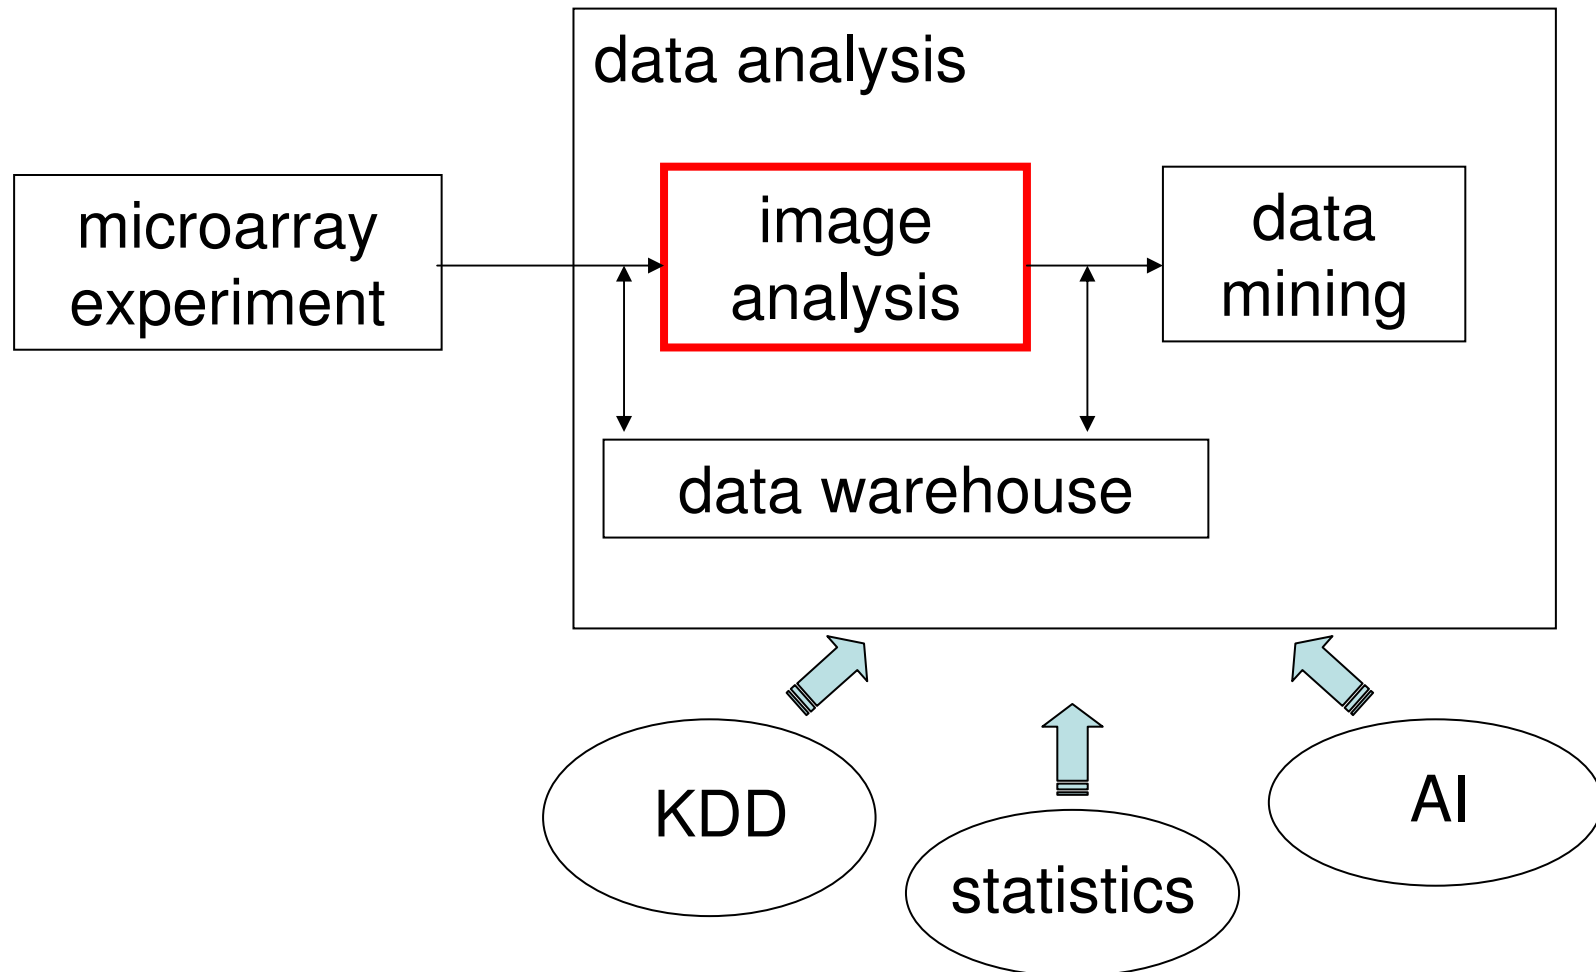 data analysis
microarray
experiment
image
analysis
data
mining
data warehouse
KDD
statistics
AI